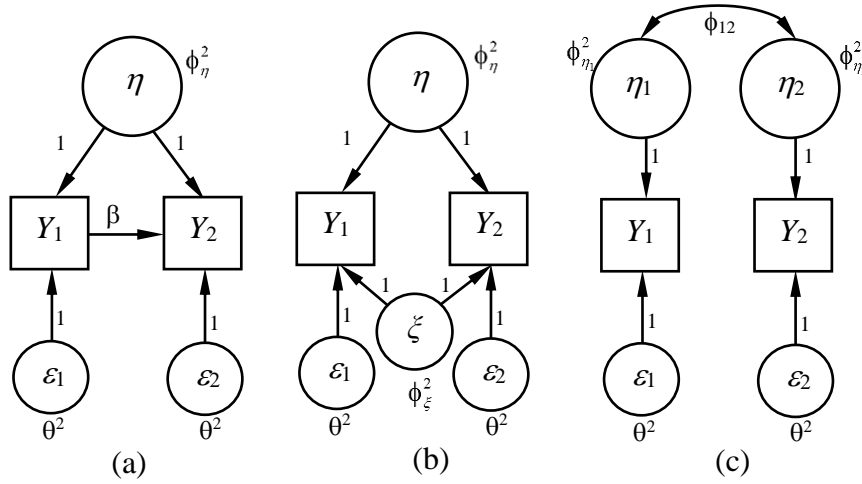 η ϕ²η
1 1
Y1 β Y2
1 1
ε1 ε2
θ² θ²
(a)
η ϕ²η
1 1
Y1 Y2
1 1
1 1
ξ
ε1 ε2
ϕ²ξ
θ² θ²
(b)
ϕ12
ϕ²η1 ϕ²η
η1 η2
1 1
Y1 Y2
1 1
ε1 ε2
θ² θ²
(c)